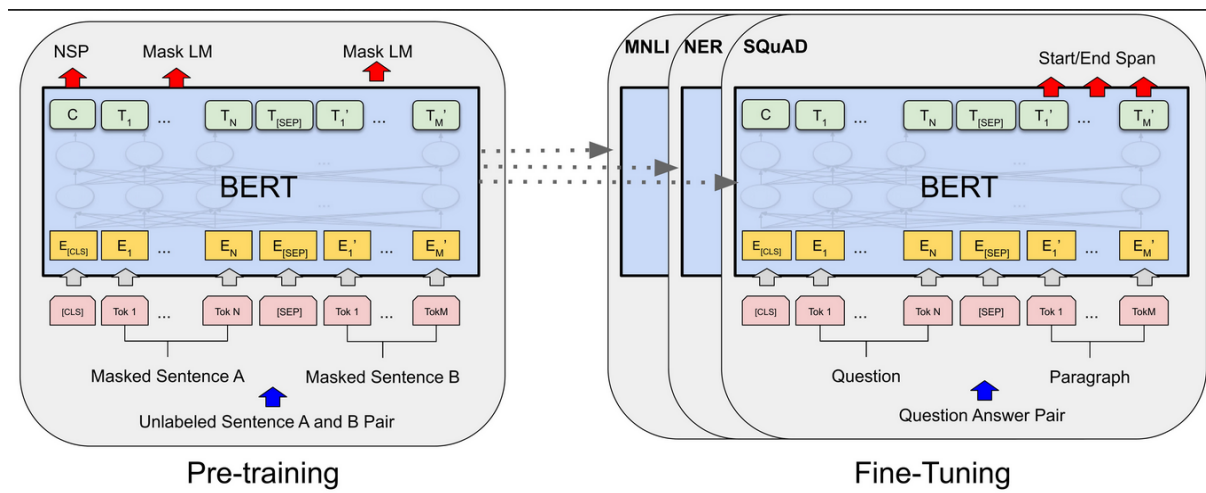 NSP Mask LM Mask LM
C T1 ... TN T[SEP] T1' ... TM'
...
BERT
...
E[CLS] E1 ... EN E[SEP] E1' ... EM'
[CLS] Tok 1 ... Tok N [SEP] Tok 1 ... TokM
Masked Sentence A Masked Sentence B
Unlabeled Sentence A and B Pair
Pre-training
MNLI NER SQuAD
Start/End Span
C T1 ... TN T[SEP] T1' ... TM'
...
BERT
...
E[CLS] E1 ... EN E[SEP] E1' ... EM'
[CLS] Tok 1 ... Tok N [SEP] Tok 1 ... TokM
Question Paragraph
Question Answer Pair
Fine-Tuning